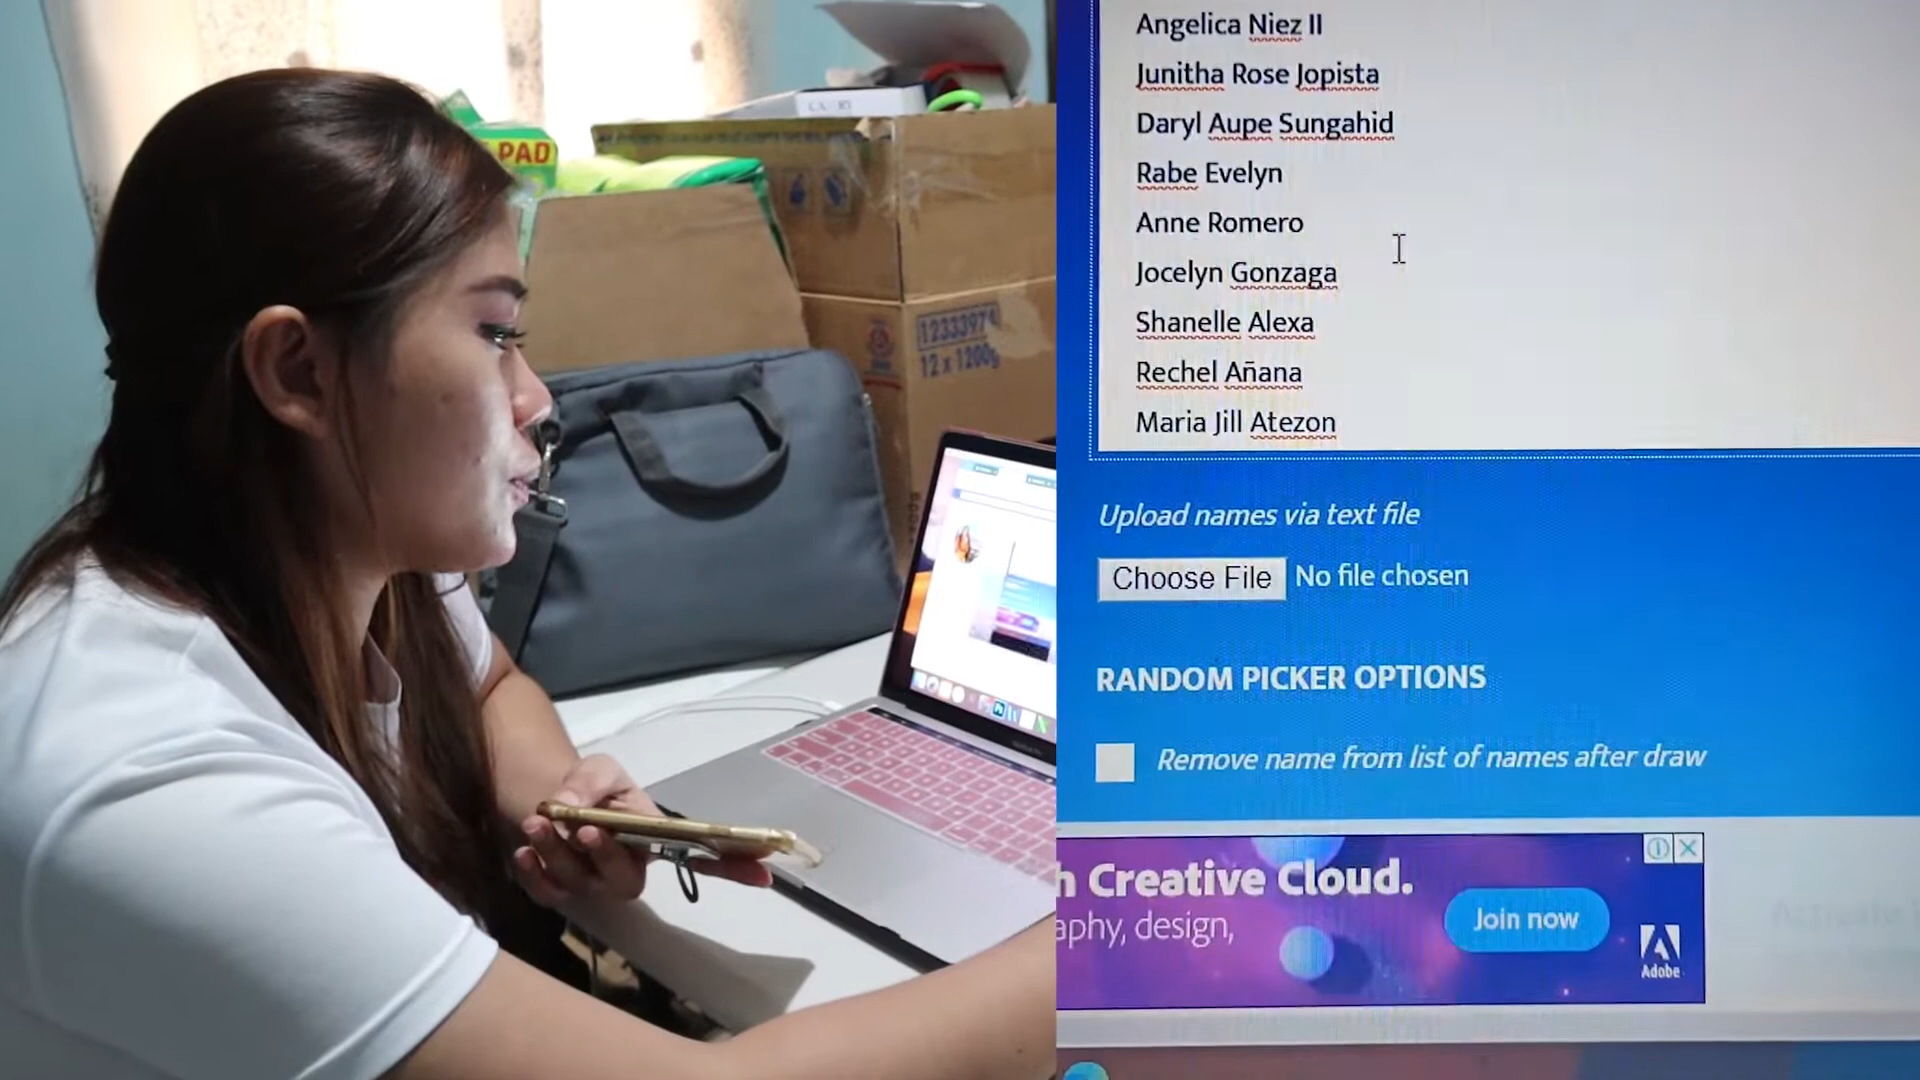 PAD
12333974
12 x 1200g
Angelica Niez II
Junitha Rose Jopista
Daryl Aupe Sungahid
Rabe Evelyn
Anne Romero
Jocelyn Gonzaga
Shanelle Alexa
Rechel Añana
Maria Jill Atezon
Upload names via text file
Choose File No file chosen
RANDOM PICKER OPTIONS
Remove name from list of names after draw
h Creative Cloud.
aphy, design,
Join now
Adobe